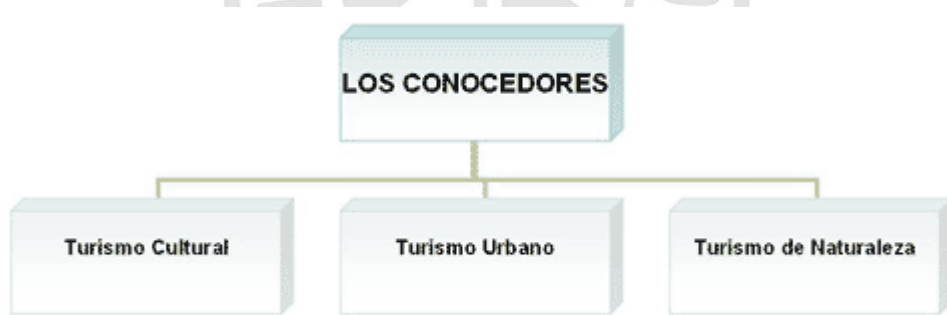 LOS CONOCEDORES
Turismo Cultural
Turismo Urbano
Turismo de Naturaleza